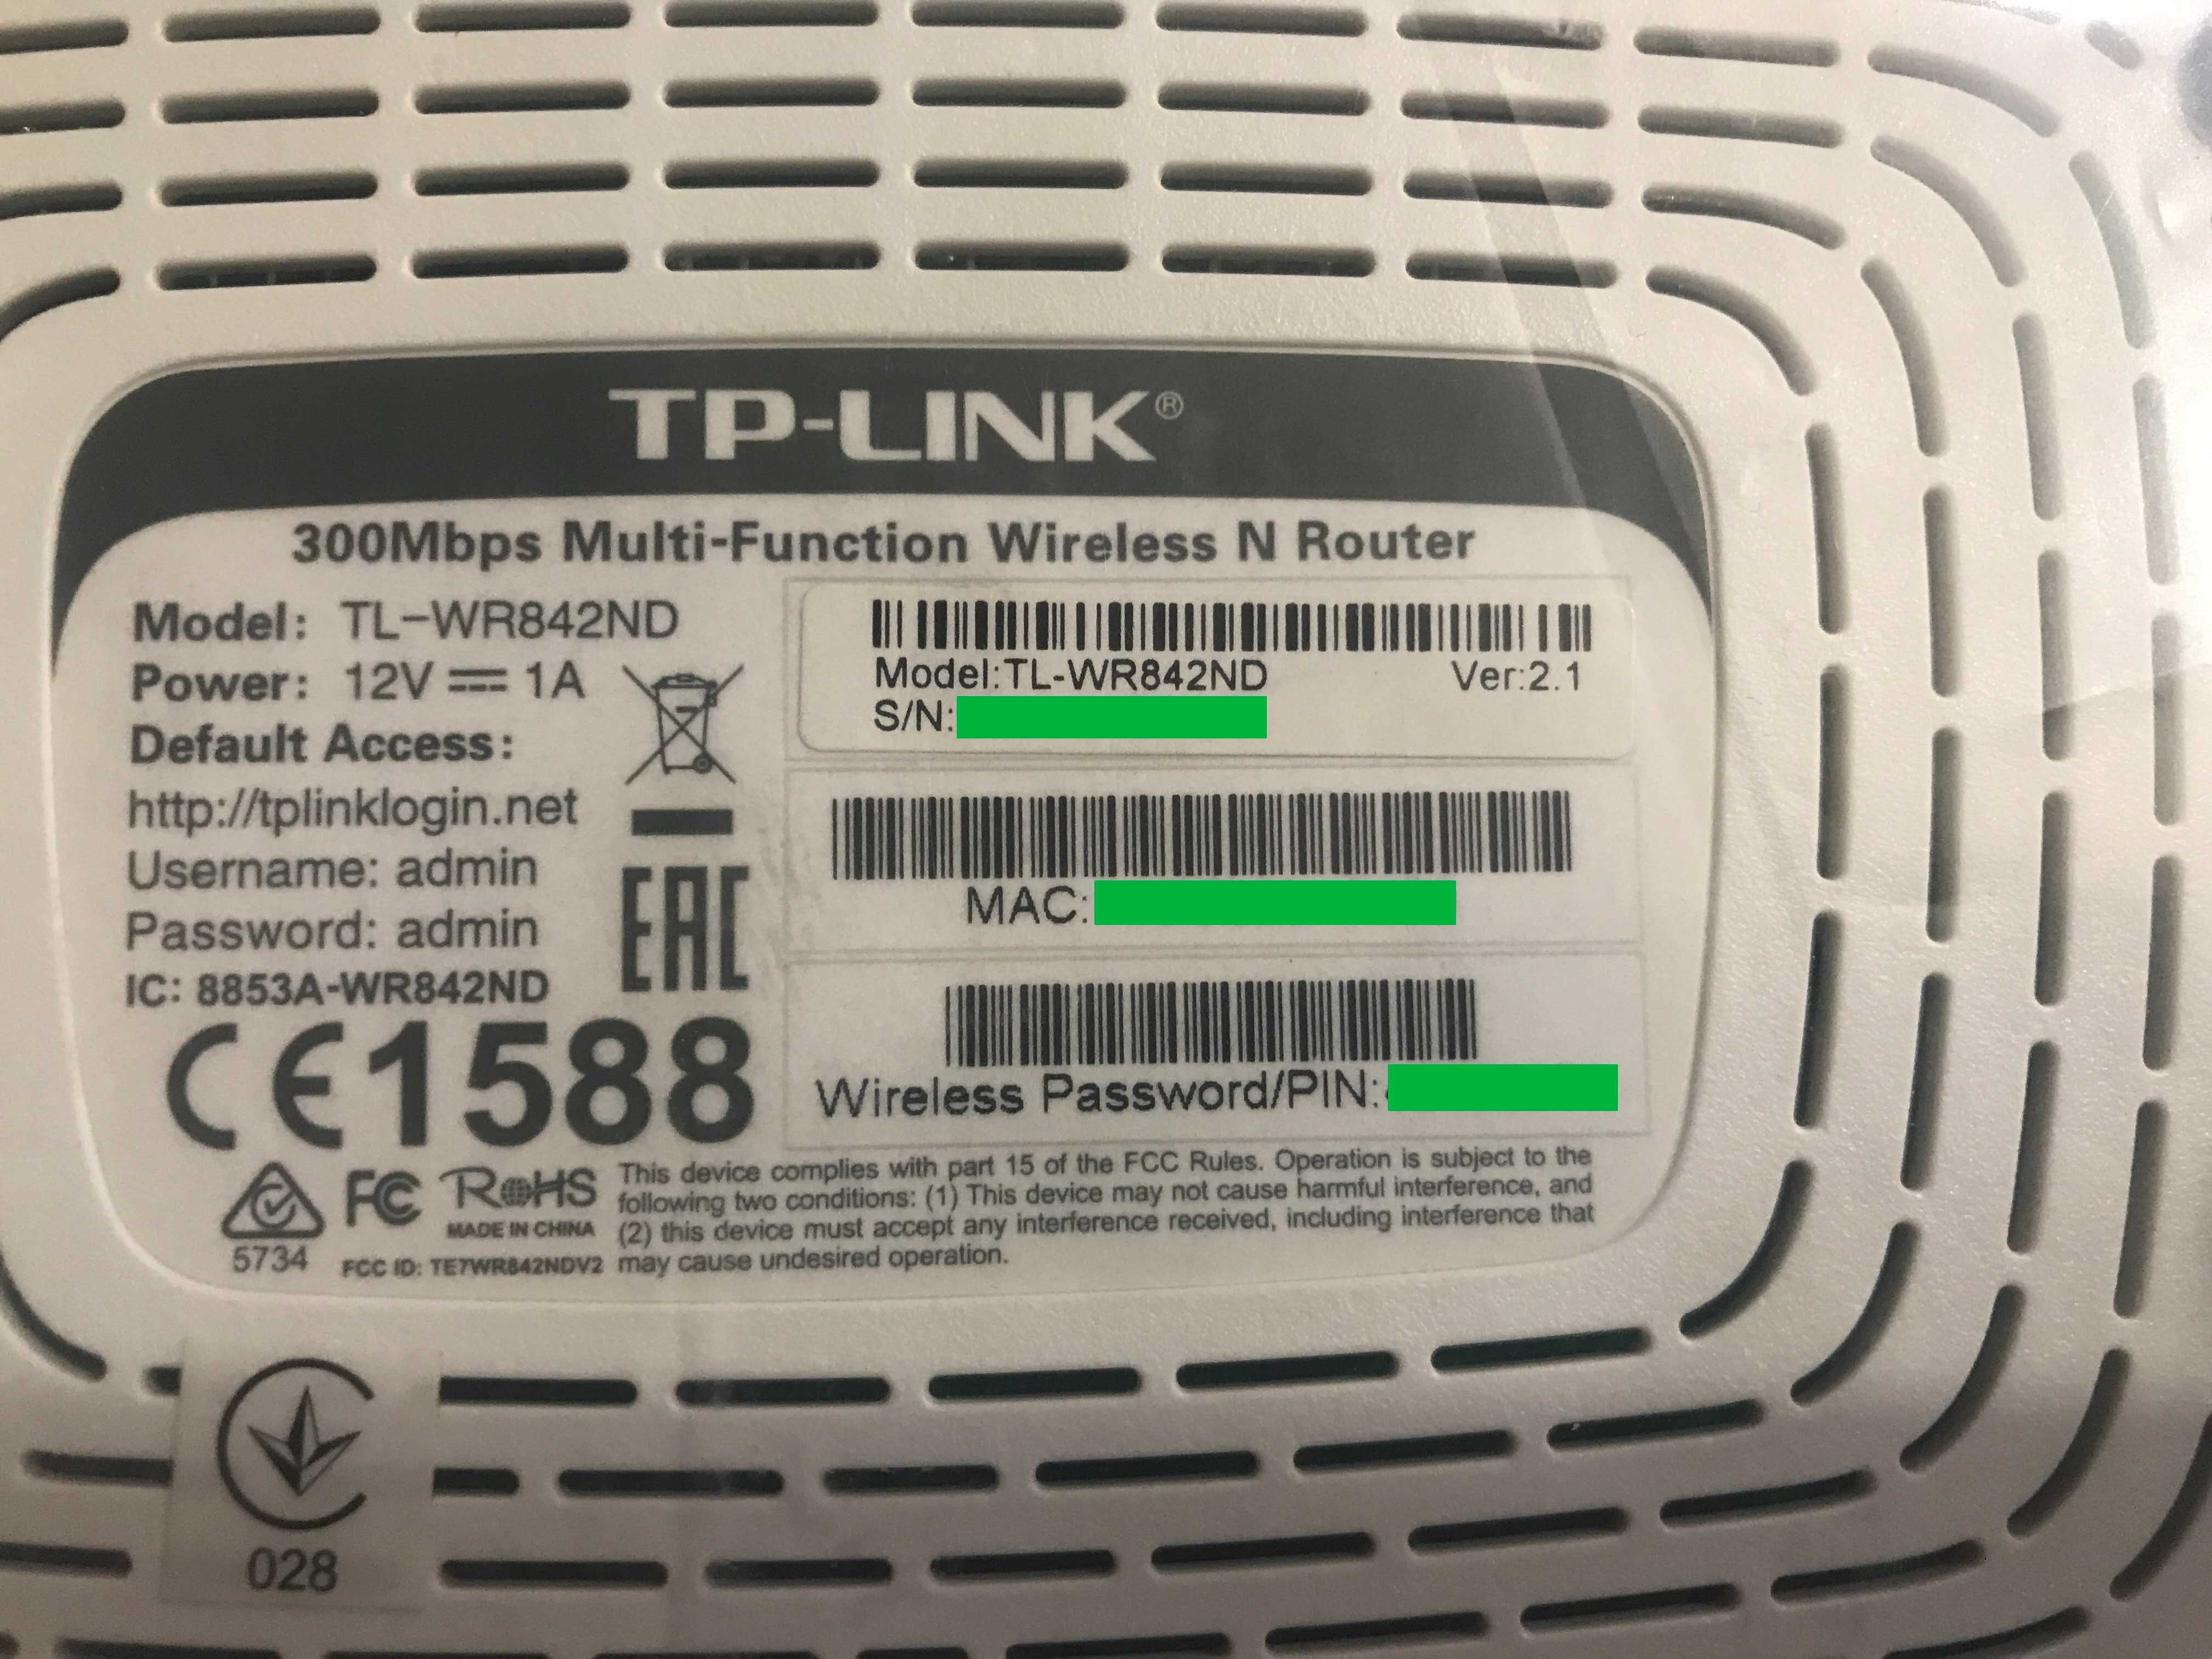 TP-LINK®
300Mbps Multi-Function Wireless N Router
Model: TL-WR842ND
Power: 12V ⎓ 1A
Default Access:
http://tplinklogin.net
Username: admin
Password: admin
IC: 8853A-WR842ND
CE1588
EAC
Model:TL-WR842ND Ver:2.1
S/N:
MAC:
Wireless Password/PIN:
5734
FC
RoHS
MADE IN CHINA
FCC ID: TE7WR842NDV2
This device complies with part 15 of the FCC Rules. Operation is subject to the
following two conditions: (1) This device may not cause harmful interference, and
(2) this device must accept any interference received, including interference that
may cause undesired operation.
028